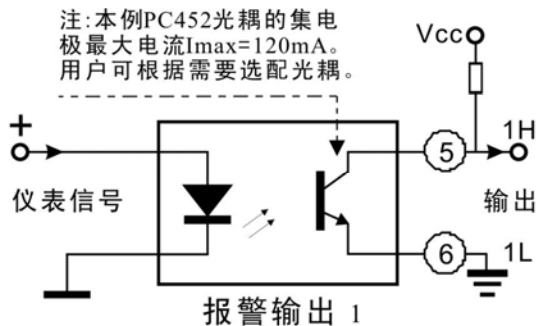 注:本例PC452光耦的集电
极最大电流Imax=120mA。
用户可根据需要选配光耦。
Vcc
+
5
1H
仪表信号
输出
6
1L
报警输出 1